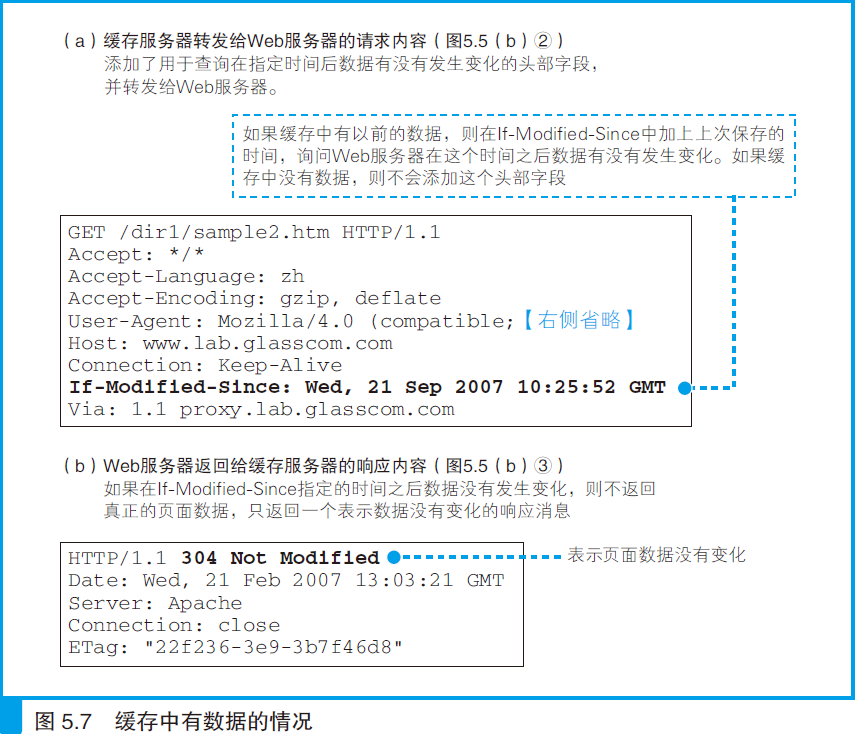 （a）缓存服务器转发给Web服务器的请求内容（图5.5（b）②）
添加了用于查询在指定时间后数据有没有发生变化的头部字段，
并转发给Web服务器。
如果缓存中有以前的数据，则在If-Modified-Since中加上上次保存的
时间，询问Web服务器在这个时间之后数据有没有发生变化。如果缓
存中没有数据，则不会添加这个头部字段
GET /dir1/sample2.htm HTTP/1.1
Accept: */*
Accept-Language: zh
Accept-Encoding: gzip, deflate
User-Agent: Mozilla/4.0 (compatible;【右侧省略】
Host: www.lab.glasscom.com
Connection: Keep-Alive
If-Modified-Since: Wed, 21 Sep 2007 10:25:52 GMT
Via: 1.1 proxy.lab.glasscom.com
（b）Web服务器返回给缓存服务器的响应内容（图5.5（b）③）
如果在If-Modified-Since指定的时间之后数据没有发生变化，则不返回
真正的页面数据，只返回一个表示数据没有变化的响应消息
HTTP/1.1 304 Not Modified
表示页面数据没有变化
Date: Wed, 21 Feb 2007 13:03:21 GMT
Server: Apache
Connection: close
ETag: "22f236-3e9-3b7f46d8"
图 5.7 缓存中有数据的情况